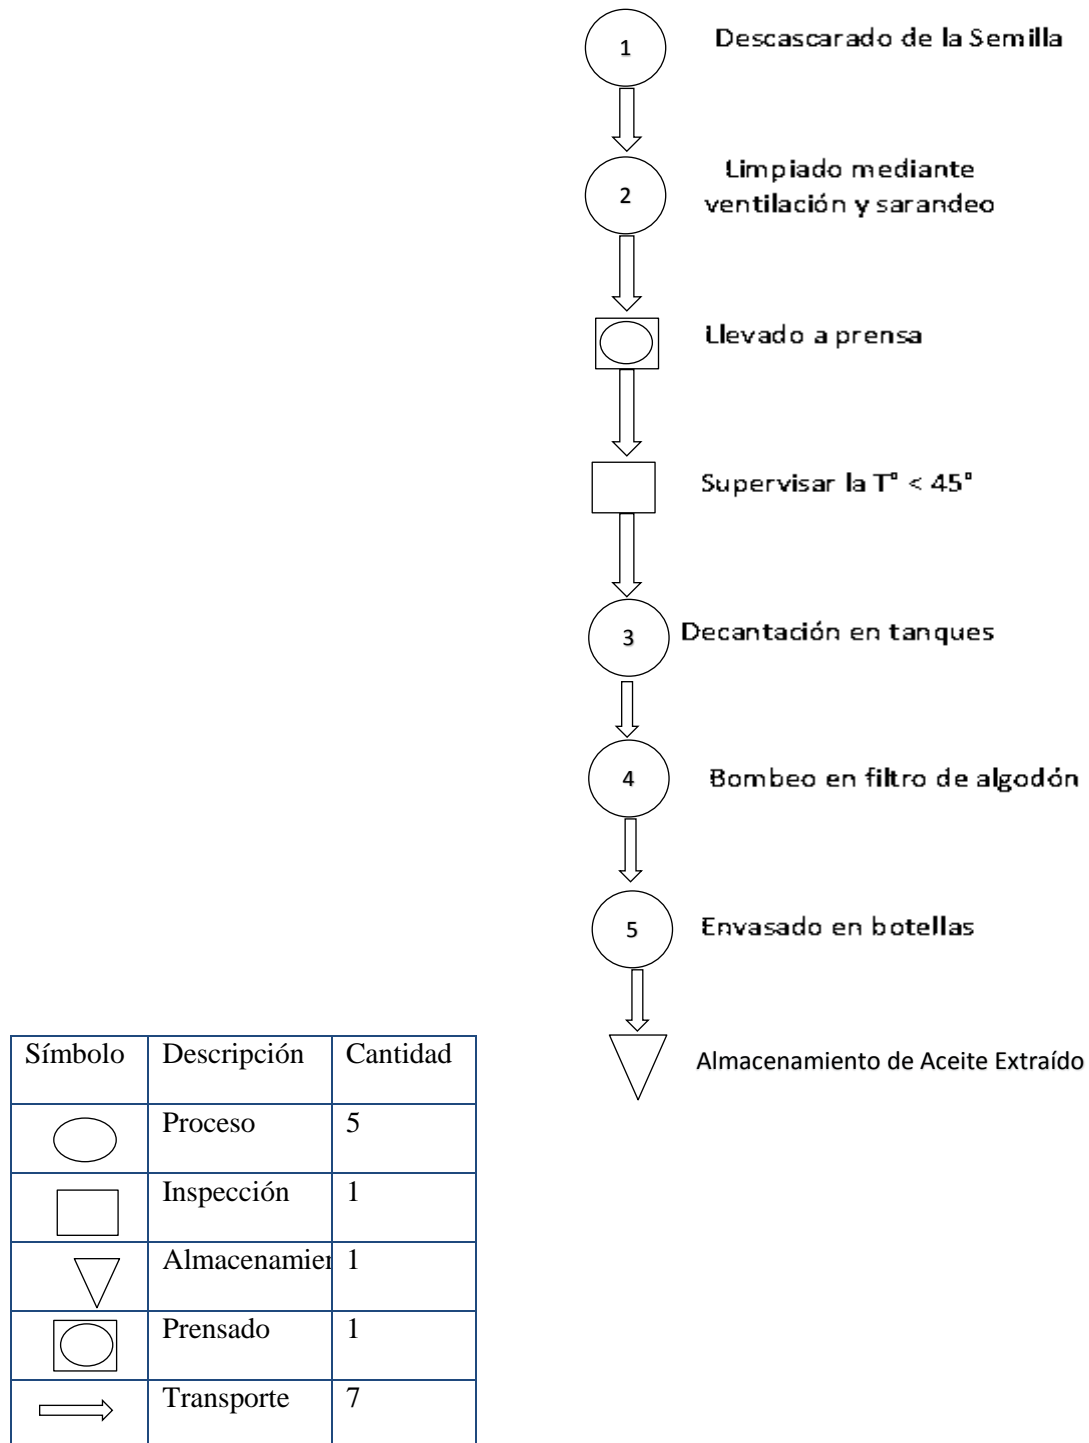 1
Descascarado de la Semilla
2
Limpiado mediante
ventilación y sarandeo
Llevado a prensa
Supervisar la T° < 45°
3
Decantación en tanques
4
Bombeo en filtro de algodón
5
Envasado en botellas
Almacenamiento de Aceite Extraído
Símbolo Descripción Cantidad
Proceso 5
Inspección 1
Almacenamien 1
Prensado 1
Transporte 7